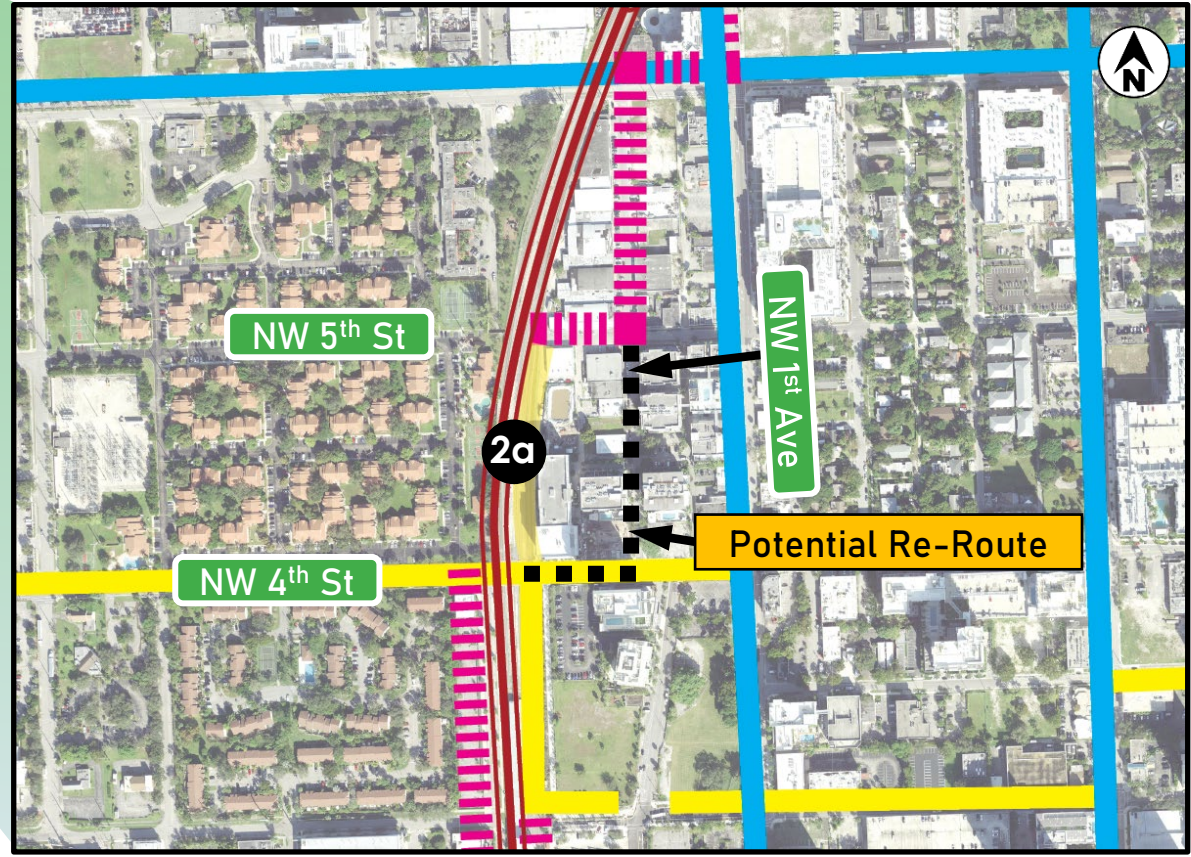 N
NW 5th St
NW 1st Ave
2a
Potential Re-Route
NW 4th St